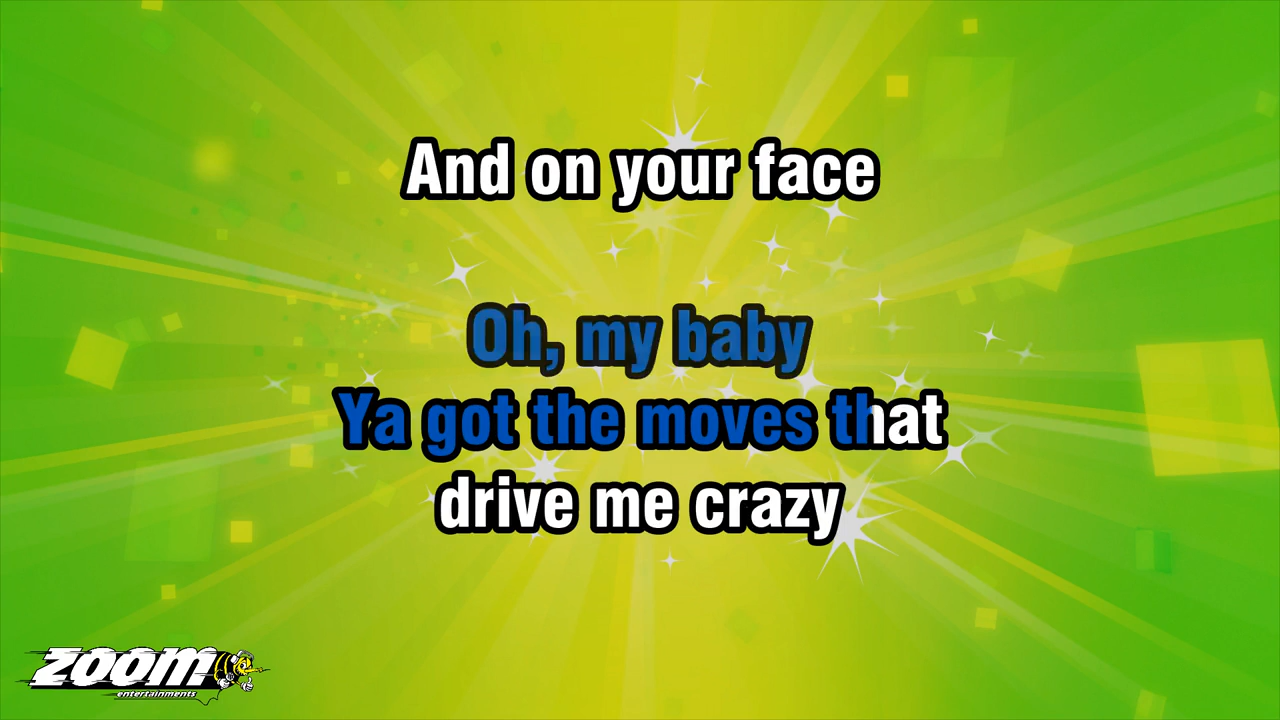 And on your face
Oh, my baby
Ya got the moves that
drive me crazy
zoom
entertainments